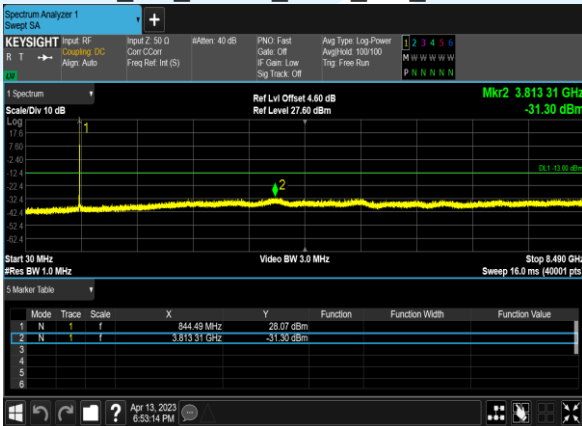 Spectrum Analyzer 1
Swept SA
+
KEYSIGHT Input: RF Input Z: 50 Ω #Atten: 40 dB PNO: Fast Avg Type: Log-Power 1 2 3 4 5 6
R T Coupling: DC Corr CCorr Gate: Off Avg|Hold: 100/100 M W W W W W
Align: Auto Freq Ref: Int (S) IF Gain: Low Trig: Free Run
LU Sig Track: Off P N N N N N
1 Spectrum Ref Lvl Offset 4.60 dB Mkr2 3.813 31 GHz
Scale/Div 10 dB Ref Level 27.60 dBm -31.30 dBm
Log
17.6 1
7.60
-2.40
-12.4 DL1 -13.00 dBm
-22.4 2
-32.4
-42.4
-52.4
-62.4
Start 30 MHz Video BW 3.0 MHz Stop 8.490 GHz
#Res BW 1.0 MHz Sweep 16.0 ms (40001 pts
5 Marker Table
Mode Trace Scale X Y Function Function Width Function Value
1 N 1 f 844.49 MHz 28.07 dBm
2 N 1 f 3.813 31 GHz -31.30 dBm
3
4
5
6
? Apr 13, 2023
6:53:14 PM